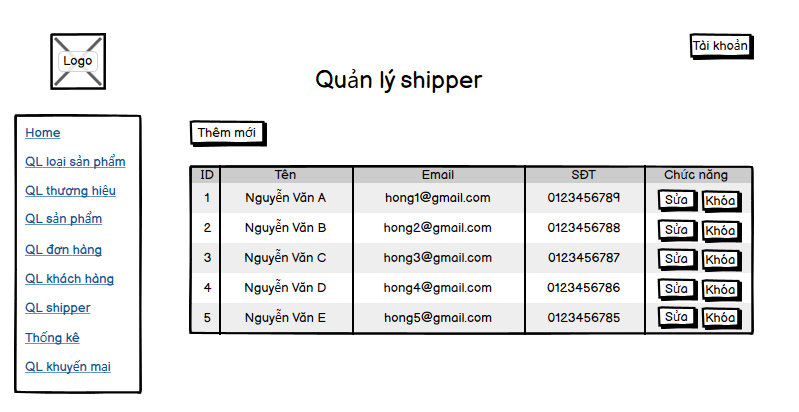 Logo
Tài khoản
Quản lý shipper
Home
QL loại sản phẩm
QL thương hiệu
QL sản phẩm
QL đơn hàng
QL khách hàng
QL shipper
Thống kê
QL khuyến mại
Thêm mới
ID Tên Email SĐT Chức năng
1 Nguyễn Văn A hong1@gmail.com 0123456789 Sửa Khóa
2 Nguyễn Văn B hong2@gmail.com 0123456788 Sửa Khóa
3 Nguyễn Văn C hong3@gmail.com 0123456787 Sửa Khóa
4 Nguyễn Văn D hong4@gmail.com 0123456786 Sửa Khóa
5 Nguyễn Văn E hong5@gmail.com 0123456785 Sửa Khóa